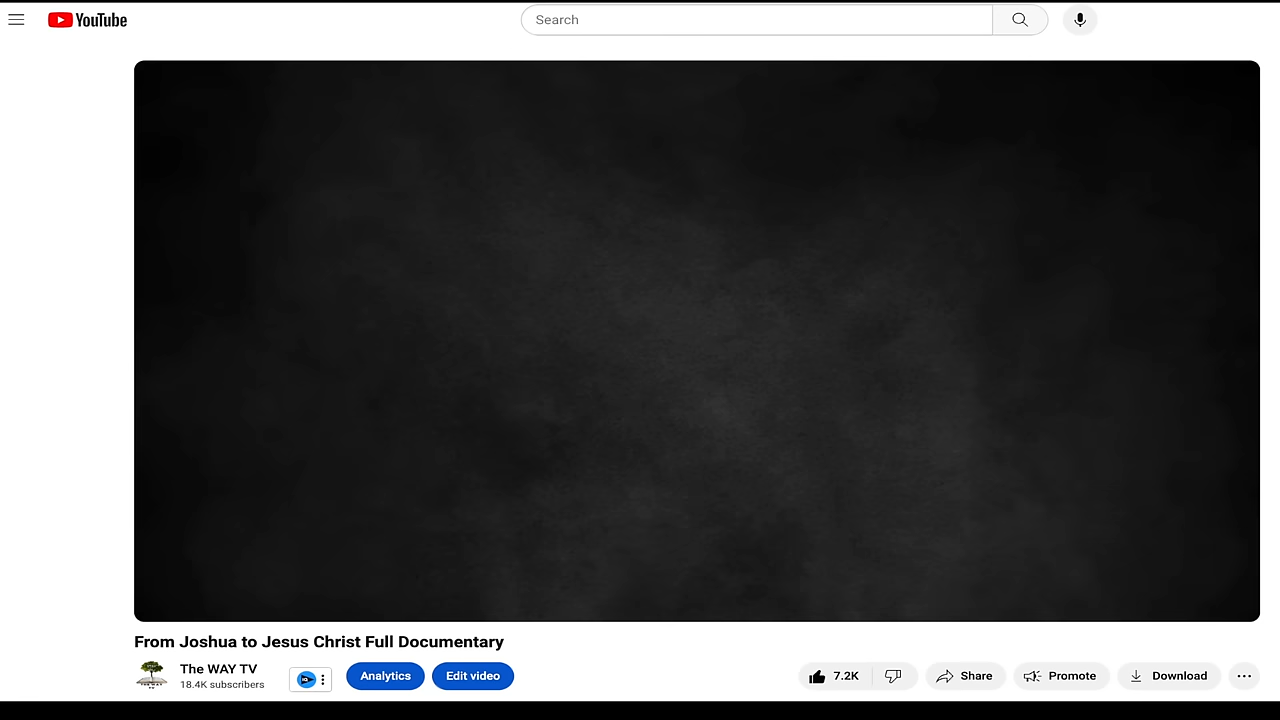 YouTube
Search
From Joshua to Jesus Christ Full Documentary
The WAY TV
18.4K subscribers
Analytics
Edit video
7.2K
Share
Promote
Download